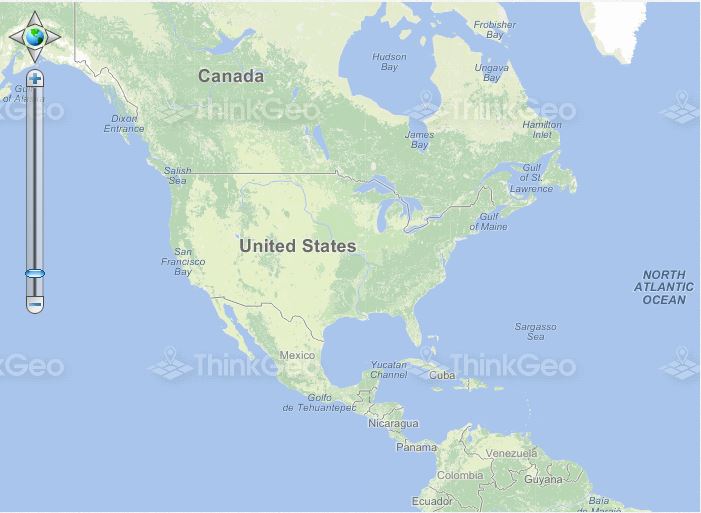 Frobisher
Bay
Hudson
Bay
Ungava
Bay
Canada
Gulf
of Alaska
ThinkGeo
ThinkGeo
ThinkGeo
Dixon
Entrance
Hamilton
Inlet
James
Bay
Salish
Sea
Gulf
of St.
Lawrence
Gulf
of Maine
United States
San
Francisco
Bay
NORTH
ATLANTIC
OCEAN
Sargasso
Sea
Mexico
ThinkGeo
ThinkGeo
ThinkGeo
Yucatan
Channel
Cuba
Golfo
de Tehuantepec
Nicaragua
Panama
Venezuela
Colombia
Guyana
Ecuador
Baia
de Marajó